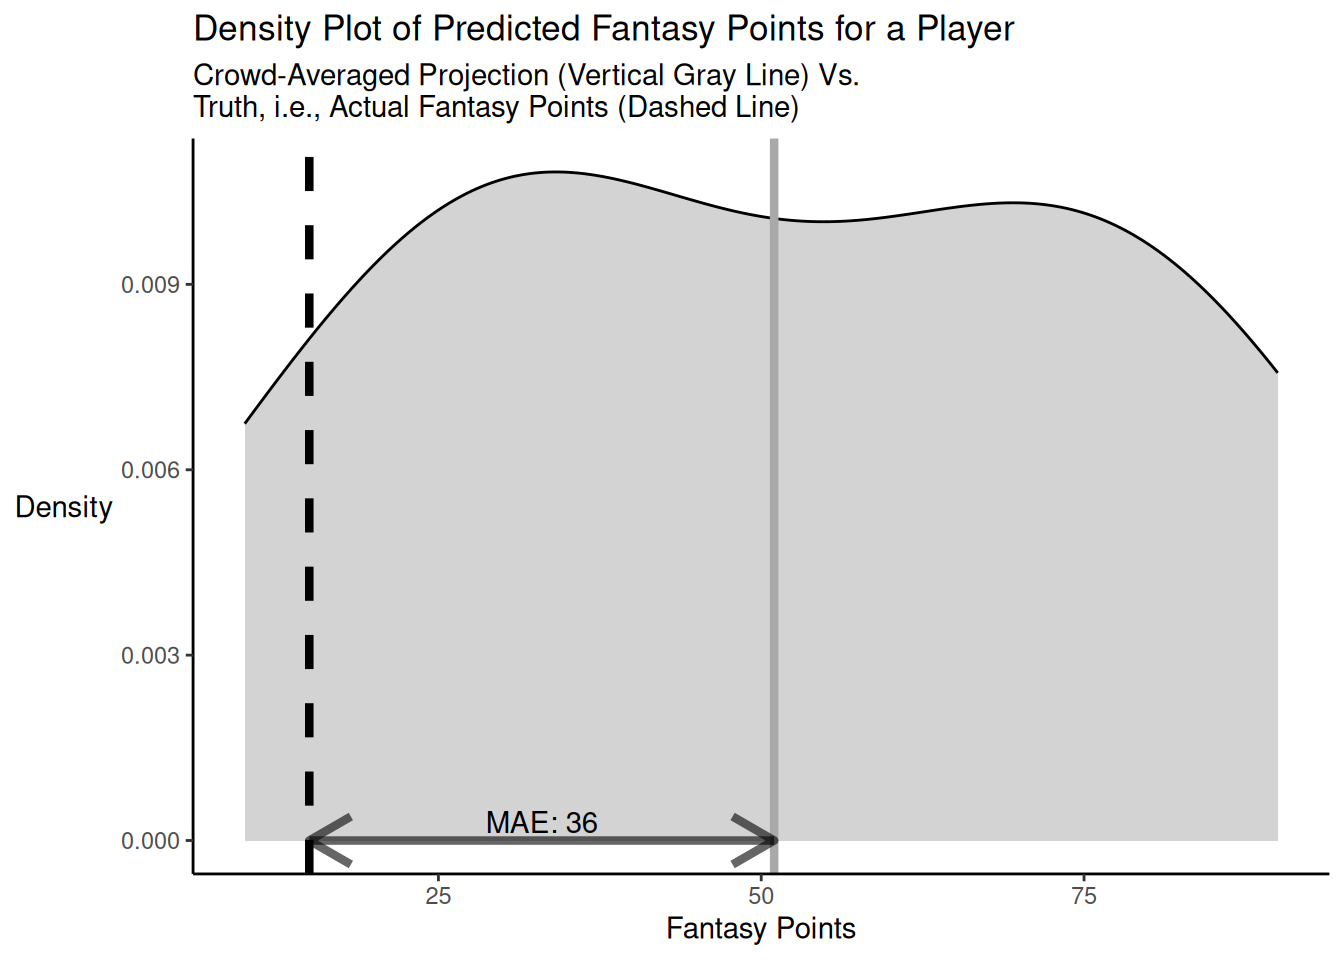 Density Plot of Predicted Fantasy Points for a Player
Crowd-Averaged Projection (Vertical Gray Line) Vs.
Truth, i.e., Actual Fantasy Points (Dashed Line)
0.009
0.006
Density
0.003
MAE: 36
0.000
25 50 75
Fantasy Points